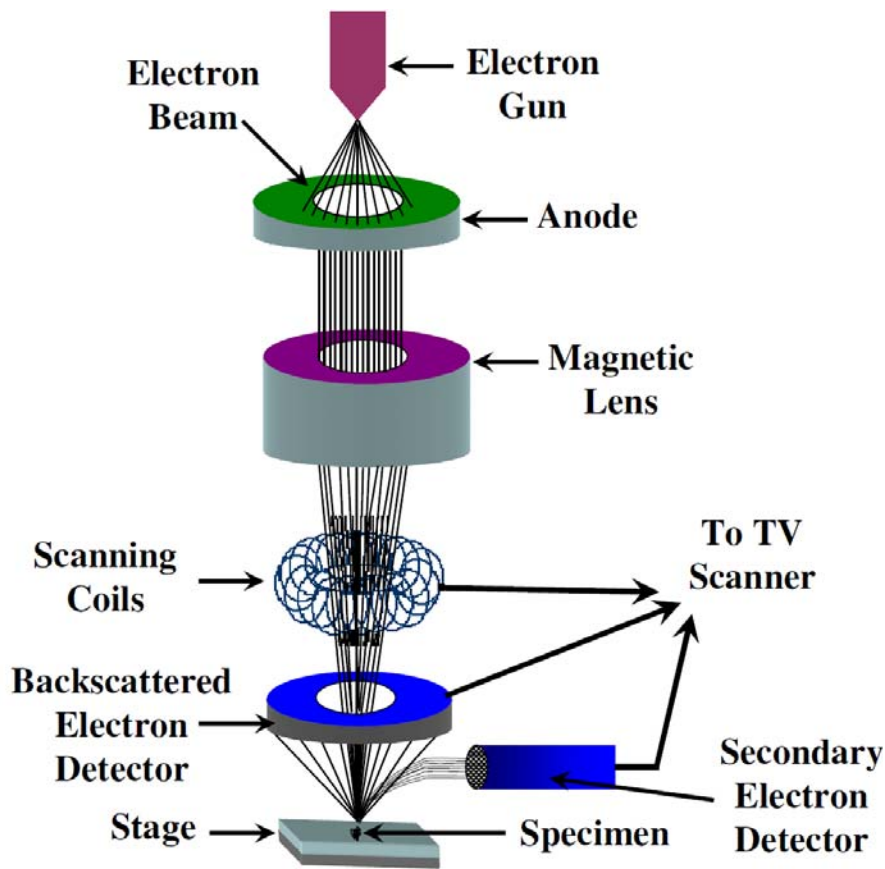 Electron
Beam
Electron
Gun
Anode
Magnetic
Lens
Scanning
Coils
To TV
Scanner
Backscattered
Electron
Detector
Secondary
Electron
Detector
Stage
Specimen